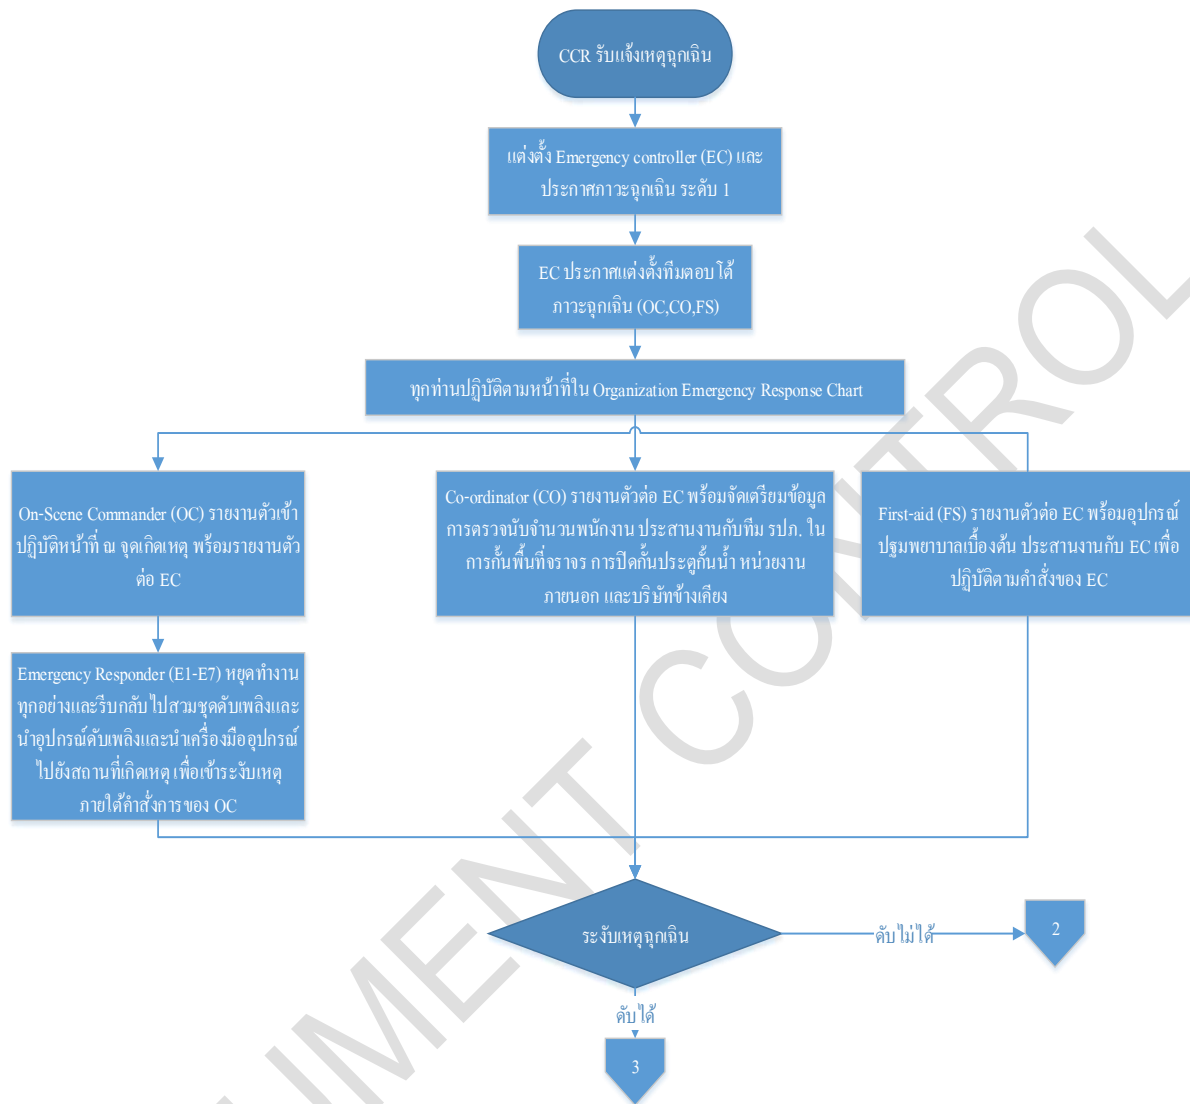 CCR รับแจ้งเหตุฉุกเฉิน
แต่งตั้ง Emergency controller (EC) และ
ประกาศภาวะฉุกเฉิน ระดับ 1
EC ประกาศแต่งตั้งทีมตอบโต้
ภาวะฉุกเฉิน (OC,CO,FS)
ทุกท่านปฏิบัติตามหน้าที่ใน Organization Emergency Response Chart
On-Scene Commander (OC) รายงานตัวเข้า
ปฏิบัติหน้าที่ ณ จุดเกิดเหตุ พร้อมรายงานตัว
ต่อ EC
Co-ordinator (CO) รายงานตัวต่อ EC พร้อมจัดเตรียมข้อมูล
การตรวจนับจำนวนพนักงาน ประสานงานกับทีม รปภ. ใน
การกั้นพื้นที่จราจร การปิดกั้นประตูกั้นน้ำ หน่วยงาน
ภายนอก และบริษัทข้างเคียง
First-aid (FS) รายงานตัวต่อ EC พร้อมอุปกรณ์
ปฐมพยาบาลเบื้องต้น ประสานงานกับ EC เพื่อ
ปฏิบัติตามคำสั่งของ EC
Emergency Responder (E1-E7) หยุดทำงาน
ทุกอย่างและรีบกลับไปสวมชุดดับเพลิงและ
นำอุปกรณ์ดับเพลิงและนำเครื่องมืออุปกรณ์
ไปยังสถานที่เกิดเหตุ เพื่อเข้าระงับเหตุ
ภายใต้คำสั่งการของ OC
ระงับเหตุฉุกเฉิน
ดับไม่ได้
2
ดับได้
3
UMENT CONTROL